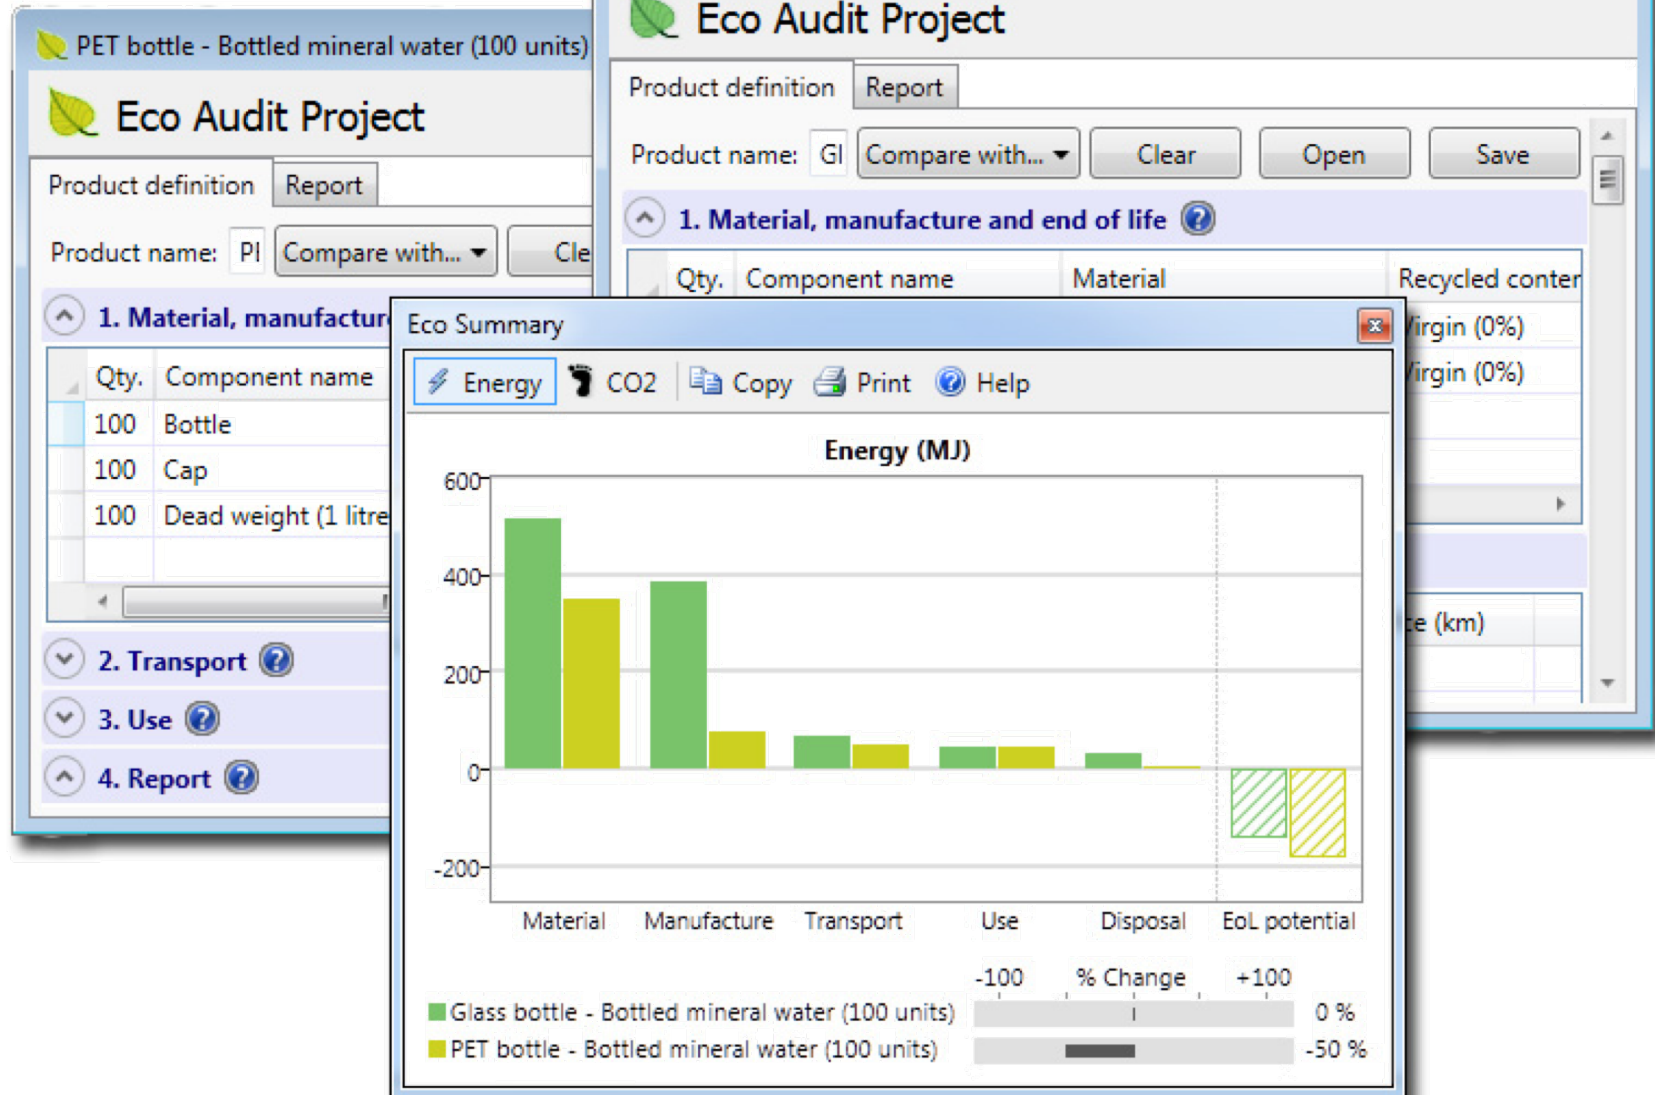 PET bottle - Bottled mineral water (100 units)
Eco Audit Project
Product definition
Report
Product name:
PI
Compare with...
Cle
1. Material, manufactur
Qty.
Component name
100
Bottle
100
Cap
100
Dead weight (1 litre
2. Transport
3. Use
4. Report
Eco Audit Project
Product definition
Report
Product name:
Gl
Compare with...
Clear
Open
Save
1. Material, manufacture and end of life
Qty.
Component name
Material
Recycled conten
Virgin (0%)
Virgin (0%)
ce (km)
Eco Summary
Energy
CO2
Copy
Print
Help
Energy (MJ)
600
400
200
0
-200
Material
Manufacture
Transport
Use
Disposal
EoL potential
-100
% Change
+100
Glass bottle - Bottled mineral water (100 units)
0 %
PET bottle - Bottled mineral water (100 units)
-50 %